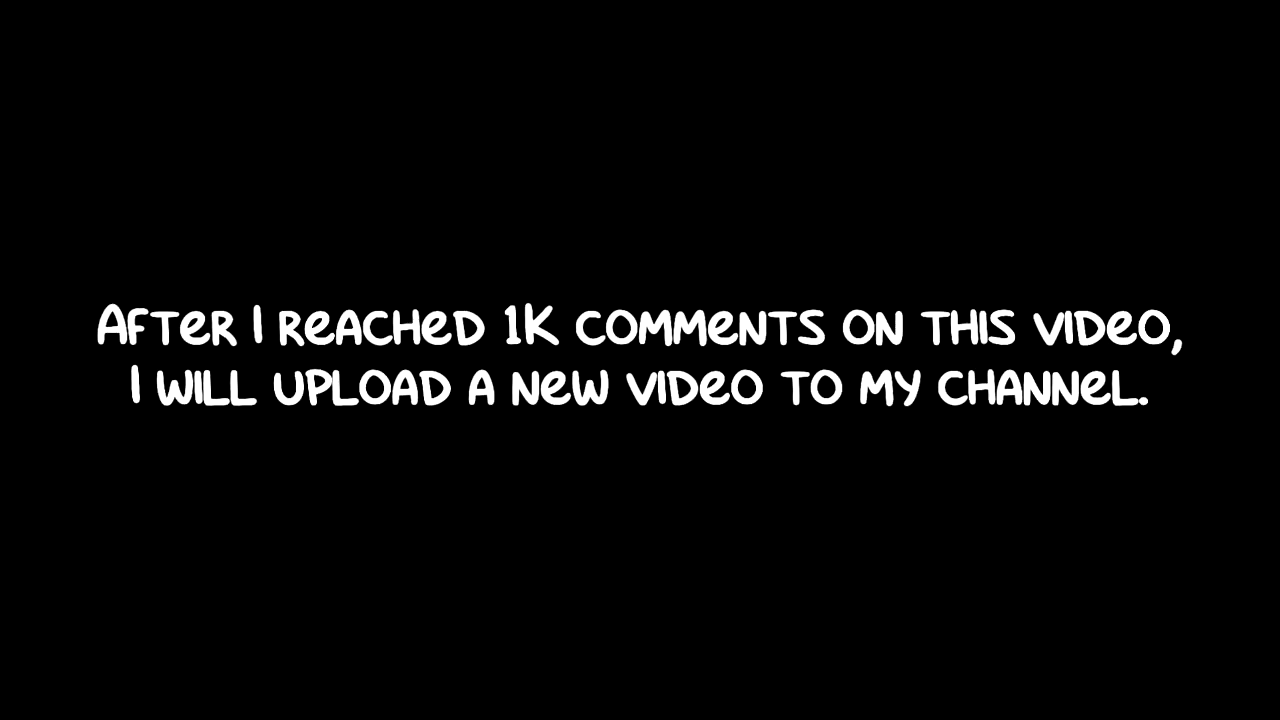 After I reached 1K comments on this video,
I will upload a new video to my channel.